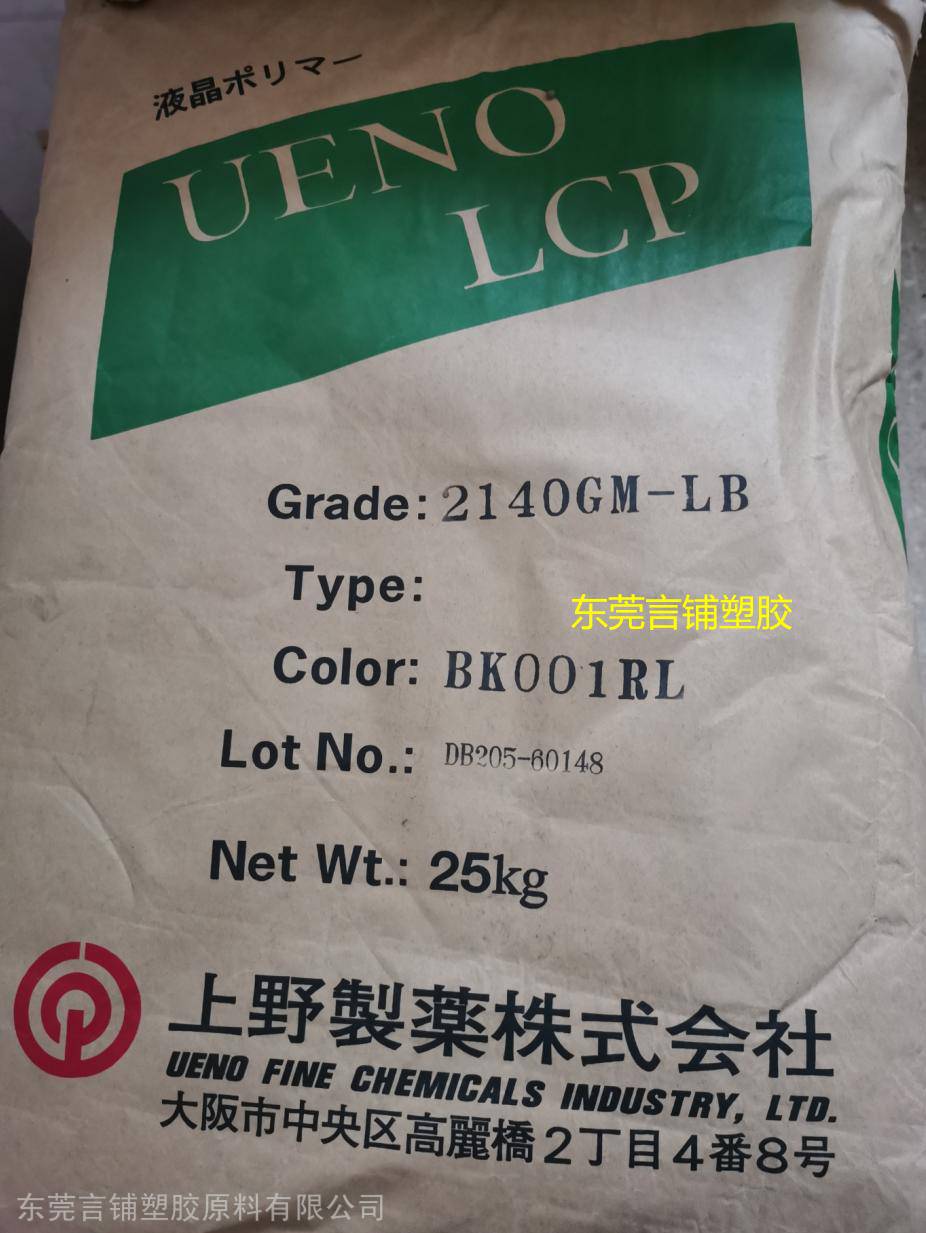 液晶ポリマー
UENO
LCP
Grade: 2140GM-LB
Type:
东莞言铺塑胶
Color: BK001RL
Lot No.: DB205-60148
Net Wt.: 25kg
上野製薬株式会社
UENO FINE CHEMICALS INDUSTRY, LTD.
大阪市中央区高麗橋2丁目4番8号
东莞言铺塑胶原料有限公司